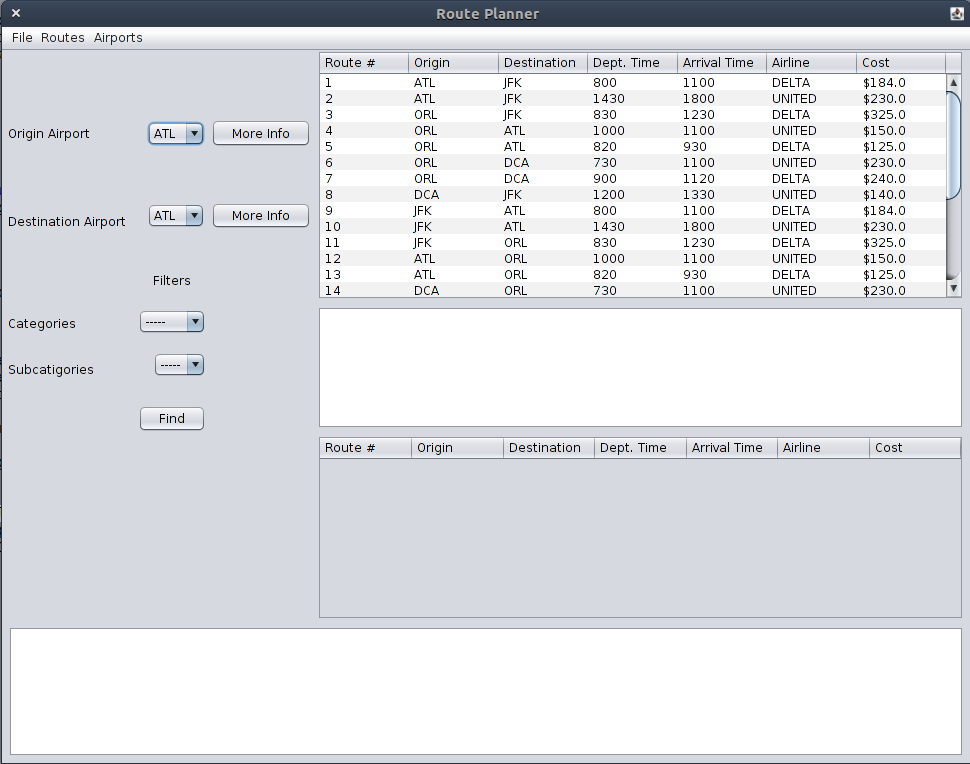 Route Planner
File Routes Airports
Route # Origin Destination Dept. Time Arrival Time Airline Cost
1 ATL JFK 800 1100 DELTA $184.0
2 ATL JFK 1430 1800 UNITED $230.0
3 ORL JFK 830 1230 DELTA $325.0
4 ORL ATL 1000 1100 UNITED $150.0
5 ORL ATL 820 930 DELTA $125.0
6 ORL DCA 730 1100 UNITED $230.0
7 ORL DCA 900 1120 DELTA $240.0
8 DCA JFK 1200 1330 UNITED $140.0
9 JFK ATL 800 1100 DELTA $184.0
10 JFK ATL 1430 1800 UNITED $230.0
11 JFK ORL 830 1230 DELTA $325.0
12 ATL ORL 1000 1100 UNITED $150.0
13 ATL ORL 820 930 DELTA $125.0
14 DCA ORL 730 1100 UNITED $230.0
Origin Airport ATL More Info
Destination Airport ATL More Info
Filters
Categories -----
Subcatigories -----
Find
Route # Origin Destination Dept. Time Arrival Time Airline Cost